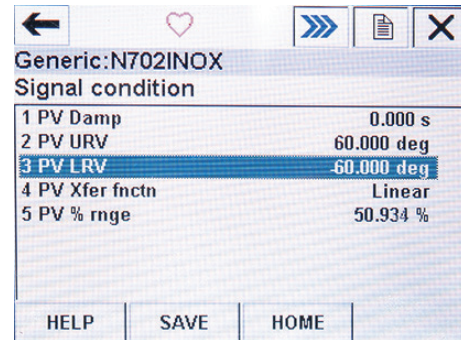 Generic:N702INOX
Signal condition
1 PV Damp 0.000 s
2 PV URV 60.000 deg
3 PV LRV -60.000 deg
4 PV Xfer fnctn Linear
5 PV % rnge 50.934 %
HELP SAVE HOME